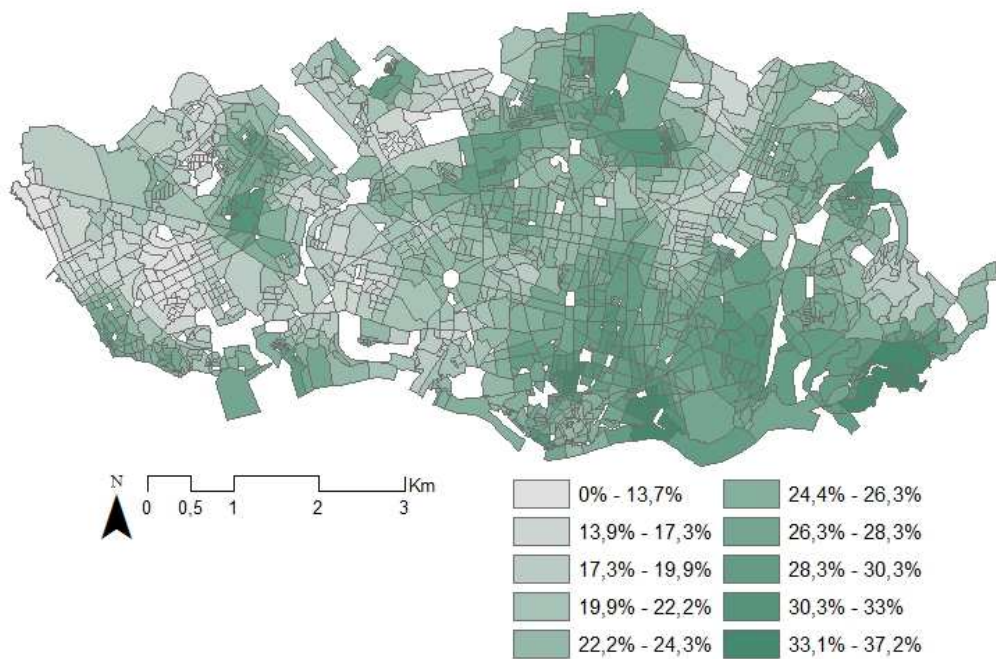 N
Km
0 0,5 1 2 3
0% - 13,7%
13,9% - 17,3%
17,3% - 19,9%
19,9% - 22,2%
22,2% - 24,3%
24,4% - 26,3%
26,3% - 28,3%
28,3% - 30,3%
30,3% - 33%
33,1% - 37,2%